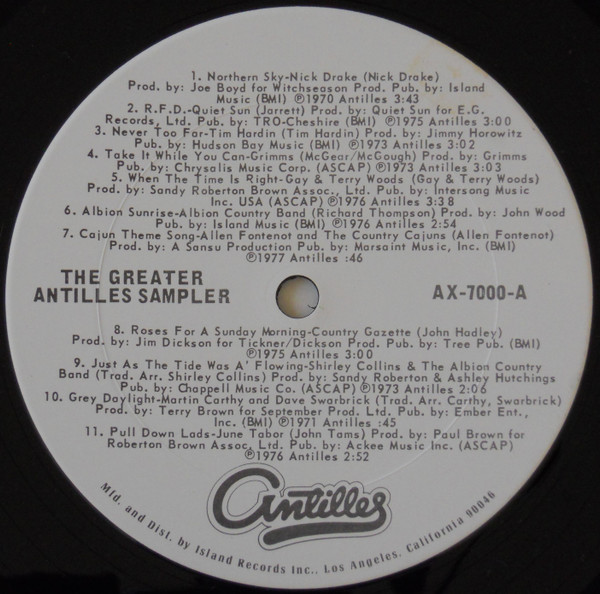 1. Northern Sky-Nick Drake (Nick Drake)
Prod. by: Joe Boyd for Witchseason Prod. Pub. by: Island
Music (BMI) ℗1970 Antilles 3:43
2. R.F.D.-Quiet Sun (Jarrett) Prod. by: Quiet Sun for E.G.
Records, Ltd. Pub. by: TRO-Cheshire (BMI) ℗1975 Antilles 3:00
3. Never Too Far-Tim Hardin (Tim Hardin) Prod. by: Jimmy Horowitz
Pub. by: Hudson Bay Music (BMI) ℗1973 Antilles 3:02
4. Take It While You Can-Grimms (McGear/McGough) Prod. by: Grimms
Pub. by: Chrysalis Music Corp. (ASCAP) ℗1973 Antilles 3:03
5. When The Time Is Right-Gay & Terry Woods (Gay & Terry Woods)
Prod. by: Sandy Roberton Brown Assoc., Ltd. Pub. by: Intersong Music
Inc. USA (ASCAP) ℗1976 Antilles 3:38
6. Albion Sunrise-Albion Country Band (Richard Thompson) Prod. by: John Wood
Pub. by: Island Music (BMI) ℗1976 Antilles 2:54
7. Cajun Theme Song-Allen Fontenot and The Country Cajuns (Allen Fontenot)
Prod. by: A Sansu Production Pub. by: Marsaint Music, Inc. (BMI)
℗1977 Antilles :46
THE GREATER
ANTILLES SAMPLER
AX-7000-A
8. Roses For A Sunday Morning-Country Gazette (John Hadley)
Prod. by: Jim Dickson for Tickner/Dickson Prod. Pub. by: Tree Pub. (BMI)
℗1975 Antilles 3:00
9. Just As The Tide Was A' Flowing-Shirley Collins & The Albion Country
Band (Trad. Arr. Shirley Collins) Prod. by: Sandy Roberton & Ashley Hutchings
Pub. by: Chappell Music Co. (ASCAP) ℗1973 Antilles 2:06
10. Grey Daylight-Martin Carthy and Dave Swarbrick (Trad. Arr. Carthy, Swarbrick)
Prod. by: Terry Brown for September Prod. Ltd. Pub. by: Ember Ent.,
Inc. (BMI) ℗1971 Antilles :45
11. Pull Down Lads-June Tabor (John Tams) Prod. by: Paul Brown for
Roberton Brown Assoc, Ltd. Pub. by: Ackee Music Inc. (ASCAP)
℗1976 Antilles 2:52
antilles
Mfd. and Dist. by Island Records Inc., Los Angeles, California 90046